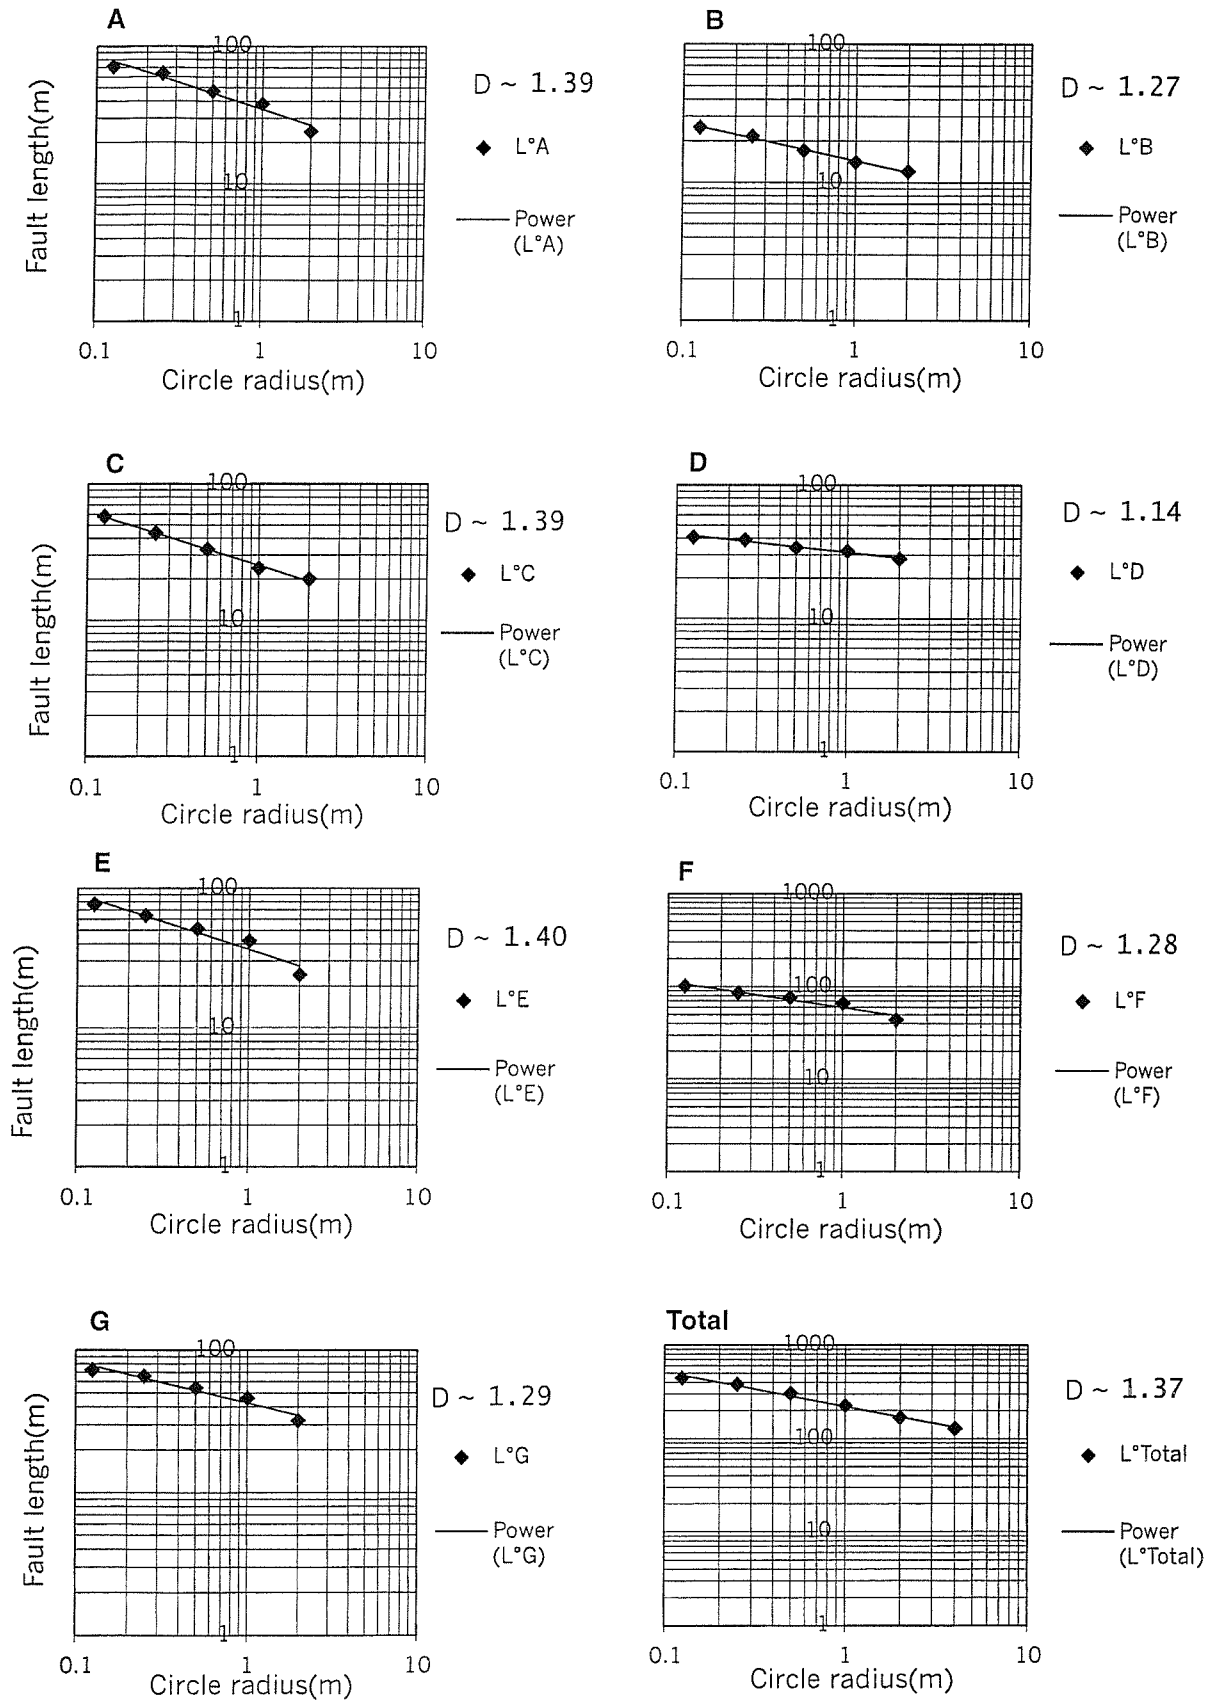 A
100
10
1
0.1 1 10
Fault length(m)
Circle radius(m)
D ~ 1.39
L°A
Power
(L°A)
B
100
10
1
0.1 1 10
Circle radius(m)
D ~ 1.27
L°B
Power
(L°B)
C
100
10
1
0.1 1 10
Fault length(m)
Circle radius(m)
D ~ 1.39
L°C
Power
(L°C)
D
100
10
1
0.1 1 10
Circle radius(m)
D ~ 1.14
L°D
Power
(L°D)
E
100
10
1
0.1 1 10
Fault length(m)
Circle radius(m)
D ~ 1.40
L°E
Power
(L°E)
F
1000
100
10
1
0.1 1 10
Circle radius(m)
D ~ 1.28
L°F
Power
(L°F)
G
100
1
0.1 1 10
Fault length(m)
Circle radius(m)
D ~ 1.29
L°G
Power
(L°G)
Total
1000
100
10
1
0.1 1 10
Circle radius(m)
D ~ 1.37
L°Total
Power
(L°Total)